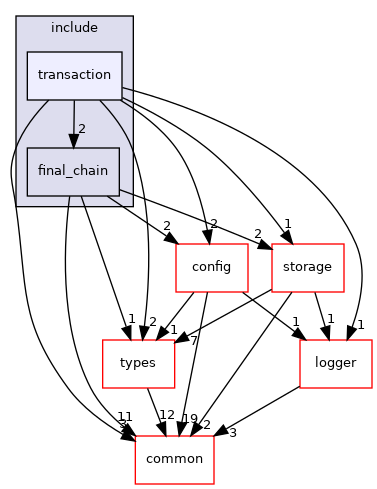 include
transaction
2
final_chain
2
2
2
1
config
storage
1
2
1
7
1
1
1
types
logger
11
12
19
2
3
common